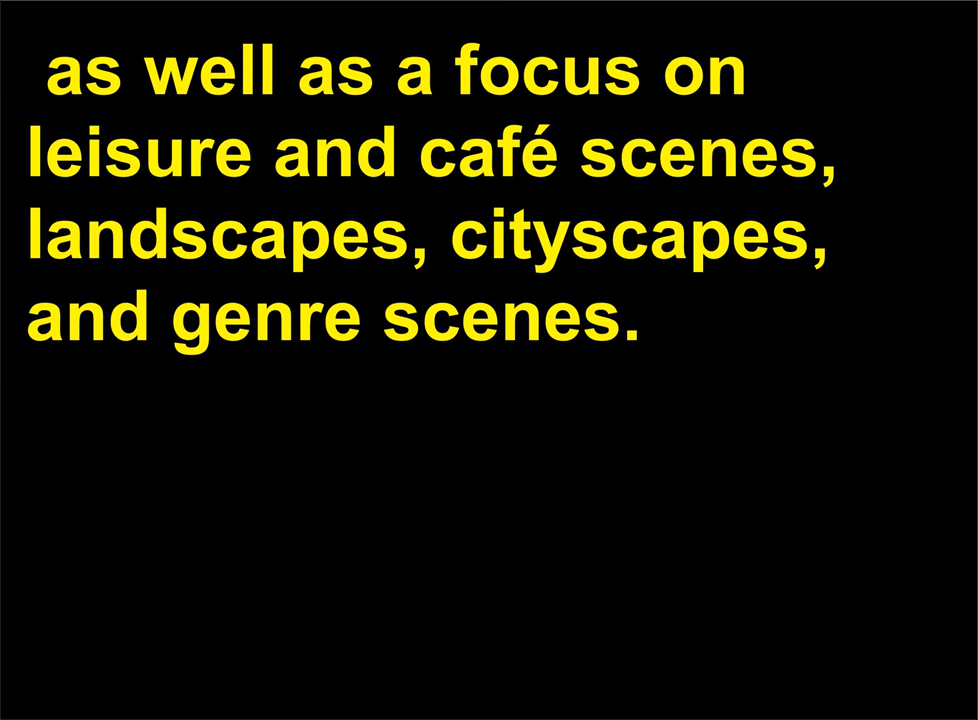 as well as a focus on
leisure and café scenes,
landscapes, cityscapes,
and genre scenes.